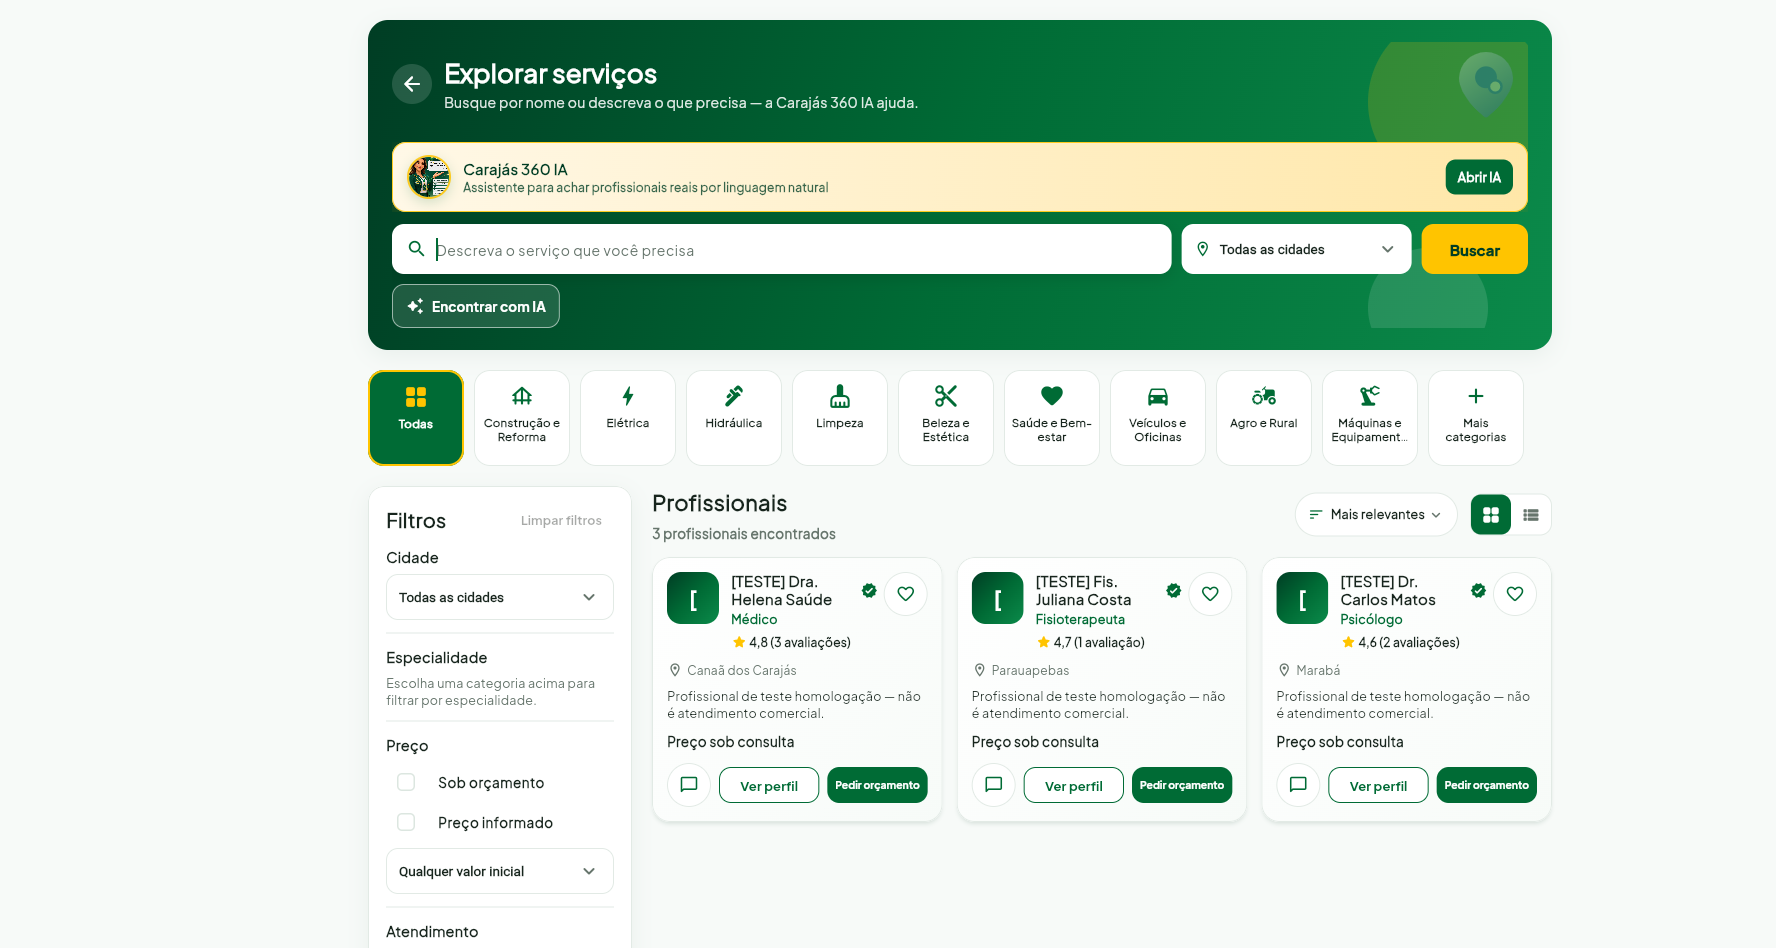 Explorar serviços
Busque por nome ou descreva o que precisa — a Carajás 360 IA ajuda.
Carajás 360 IA
Assistente para achar profissionais reais por linguagem natural
Abrir IA
Descreva o serviço que você precisa
Todas as cidades
Buscar
Encontrar com IA
Todas
Construção e
Reforma
Elétrica
Hidráulica
Limpeza
Beleza e
Estética
Saúde e Bem-
estar
Veículos e
Oficinas
Agro e Rural
Máquinas e
Equipament…
Mais
categorias
Filtros
Limpar filtros
Cidade
Todas as cidades
Especialidade
Escolha uma categoria acima para
filtrar por especialidade.
Preço
Sob orçamento
Preço informado
Qualquer valor inicial
Atendimento
Profissionais
3 profissionais encontrados
Mais relevantes
[
[TESTE] Dra.
Helena Saúde
Médico
4,8 (3 avaliações)
Canaã dos Carajás
Profissional de teste homologação — não
é atendimento comercial.
Preço sob consulta
Ver perfil
Pedir orçamento
[
[TESTE] Fis.
Juliana Costa
Fisioterapeuta
4,7 (1 avaliação)
Parauapebas
Profissional de teste homologação — não
é atendimento comercial.
Preço sob consulta
Ver perfil
Pedir orçamento
[
[TESTE] Dr.
Carlos Matos
Psicólogo
4,6 (2 avaliações)
Marabá
Profissional de teste homologação — não
é atendimento comercial.
Preço sob consulta
Ver perfil
Pedir orçamento